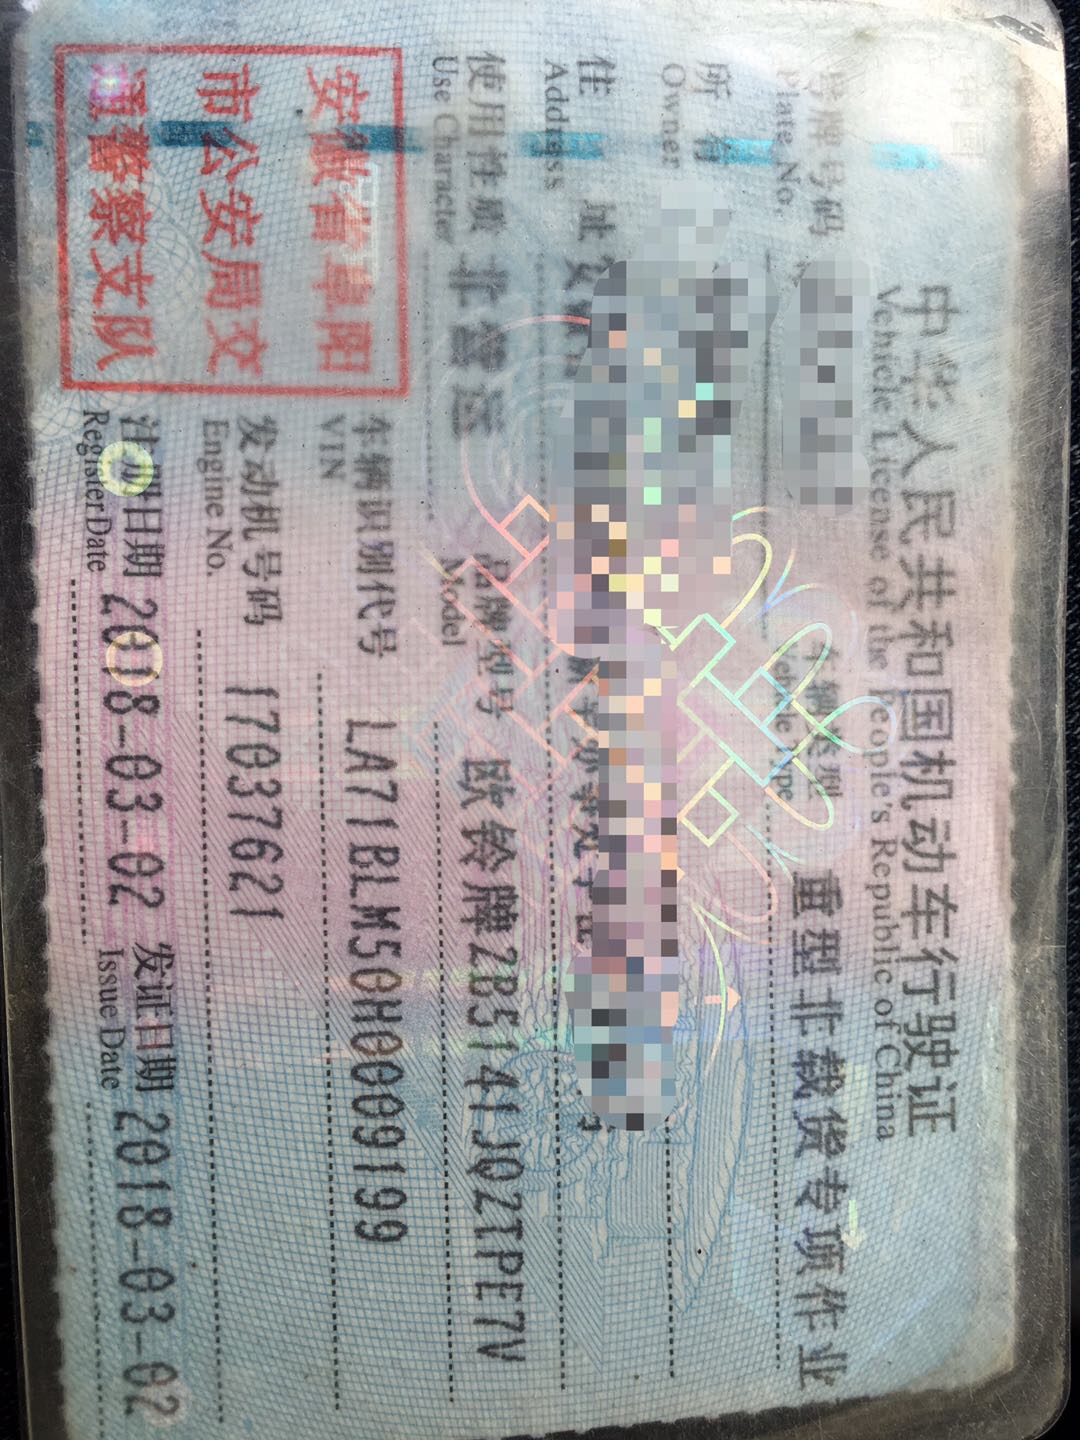 中华人民共和国机动车行驶证
Vehicle License of the People's Republic of China
号牌号码 车辆类型 重型非载货专项作业
Plate No. Vehicle Type
所有
Owner
住 址 安
Address
使用性质 非营运 品牌型号 欧铃牌ZB5141JQZTPE7V
Use Character Model
安徽省阜阳
市公安局交
通警察支队
车辆识别代号 LA71BLM50H0009199
VIN
发动机号码 17037621
Engine No.
注册日期 2018-03-02 发证日期 2018-03-02
Register Date Issue Date